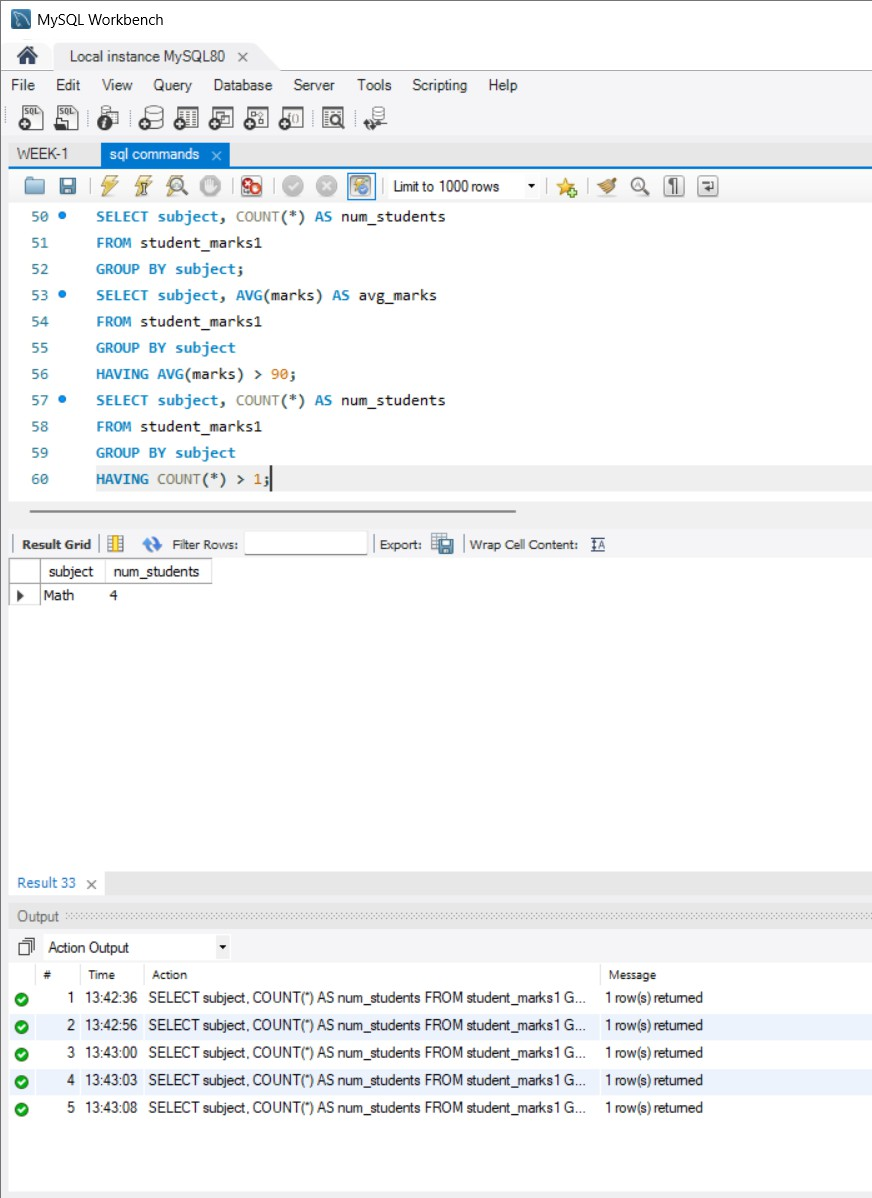 MySQL Workbench
Local instance MySQL80
File Edit View Query Database Server Tools Scripting Help
WEEK-1 sql commands
Limit to 1000 rows
50 SELECT subject, COUNT(*) AS num_students
51 FROM student_marks1
52 GROUP BY subject;
53 SELECT subject, AVG(marks) AS avg_marks
54 FROM student_marks1
55 GROUP BY subject
56 HAVING AVG(marks) > 90;
57 SELECT subject, COUNT(*) AS num_students
58 FROM student_marks1
59 GROUP BY subject
60 HAVING COUNT(*) > 1;
Result Grid Filter Rows: Export: Wrap Cell Content: IA
subject num_students
Math 4
Result 33
Output
Action Output
# Time Action Message
1 13:42:36 SELECT subject, COUNT(*) AS num_students FROM student_marks1 G... 1 row(s) returned
2 13:42:56 SELECT subject, COUNT(*) AS num_students FROM student_marks1 G... 1 row(s) returned
3 13:43:00 SELECT subject, COUNT(*) AS num_students FROM student_marks1 G... 1 row(s) returned
4 13:43:03 SELECT subject, COUNT(*) AS num_students FROM student_marks1 G... 1 row(s) returned
5 13:43:08 SELECT subject, COUNT(*) AS num_students FROM student_marks1 G... 1 row(s) returned